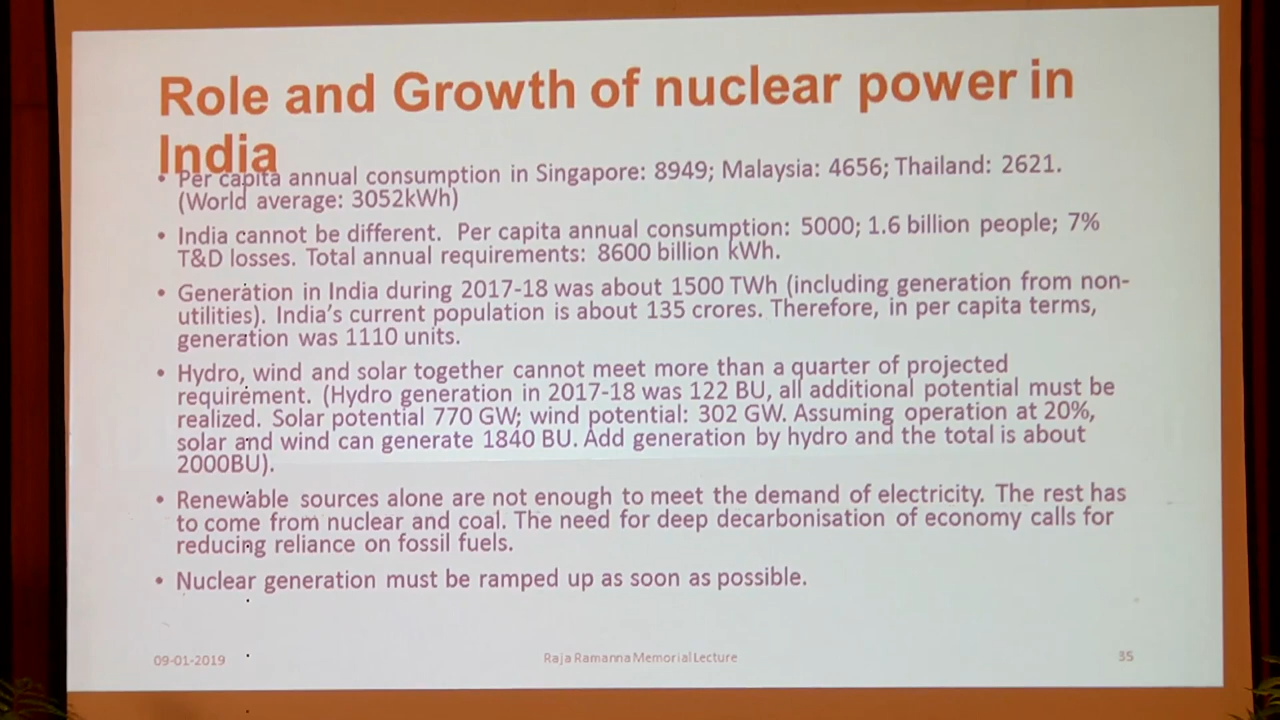 Role and Growth of nuclear power in
India
• Per capita annual consumption in Singapore: 8949; Malaysia: 4656; Thailand: 2621.
(World average: 3052kWh)
• India cannot be different. Per capita annual consumption: 5000; 1.6 billion people; 7%
T&D losses. Total annual requirements: 8600 billion kWh.
• Generation in India during 2017-18 was about 1500 TWh (including generation from non-
utilities). India's current population is about 135 crores. Therefore, in per capita terms,
generation was 1110 units.
• Hydro, wind and solar together cannot meet more than a quarter of projected
requirement. (Hydro generation in 2017-18 was 122 BU, all additional potential must be
realized. Solar potential 770 GW; wind potential: 302 GW. Assuming operation at 20%,
solar and wind can generate 1840 BU. Add generation by hydro and the total is about
2000BU).
• Renewable sources alone are not enough to meet the demand of electricity. The rest has
to come from nuclear and coal. The need for deep decarbonisation of economy calls for
reducing reliance on fossil fuels.
• Nuclear generation must be ramped up as soon as possible.
09-01-2019 Raja Ramanna Memorial Lecture 35